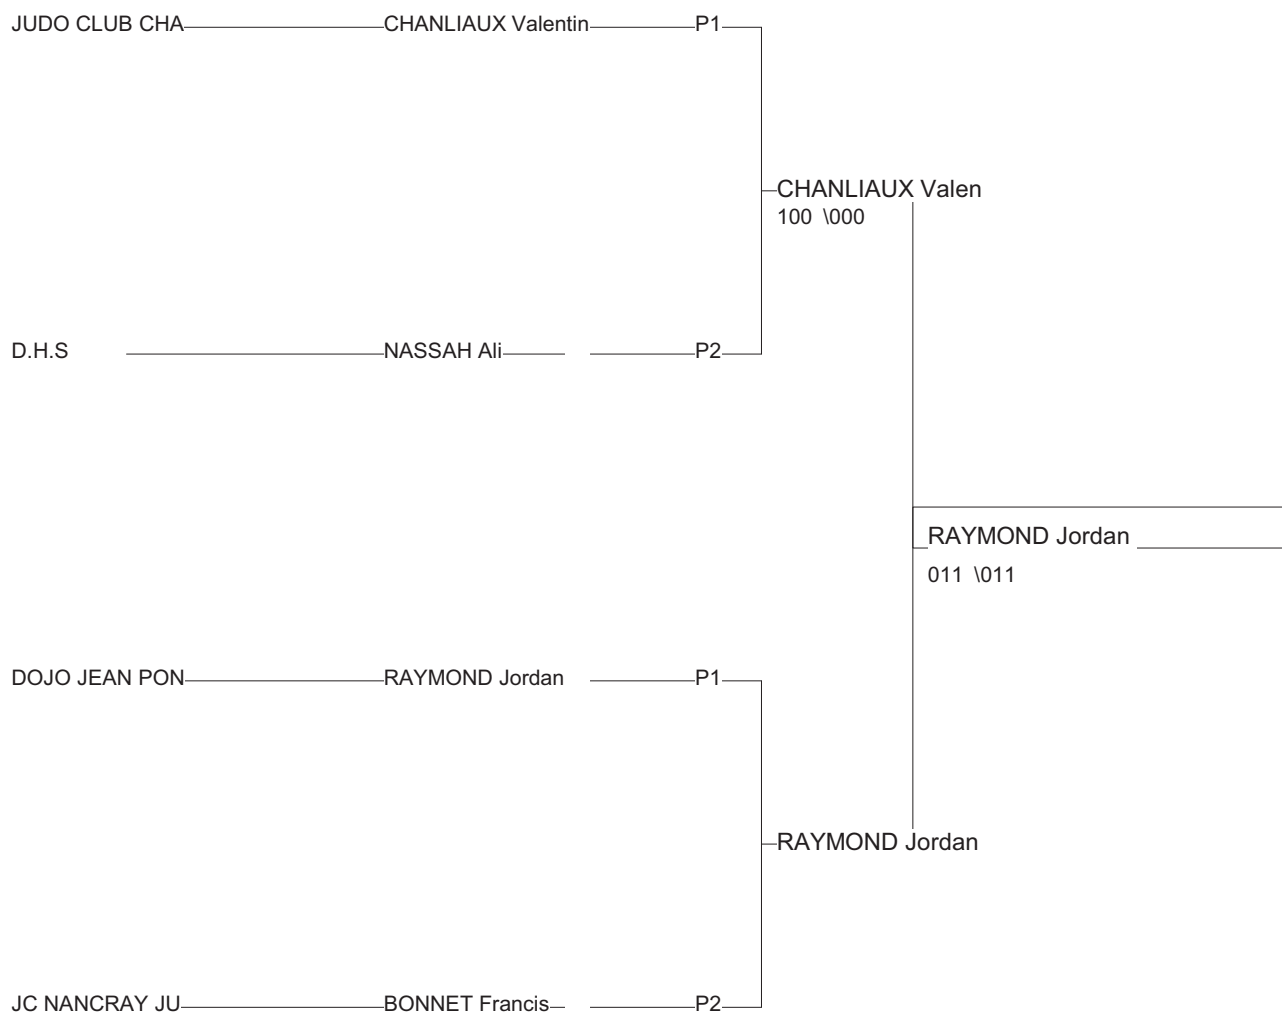 JUDO CLUB CHA CHANLIAUX Valentin P1
CHANLIAUX Valen
100 \000
D.H.S NASSAH Ali P2
RAYMOND Jordan
011 \011
DOJO JEAN PON RAYMOND Jordan P1
RAYMOND Jordan
JC NANCRAY JU BONNET Francis P2